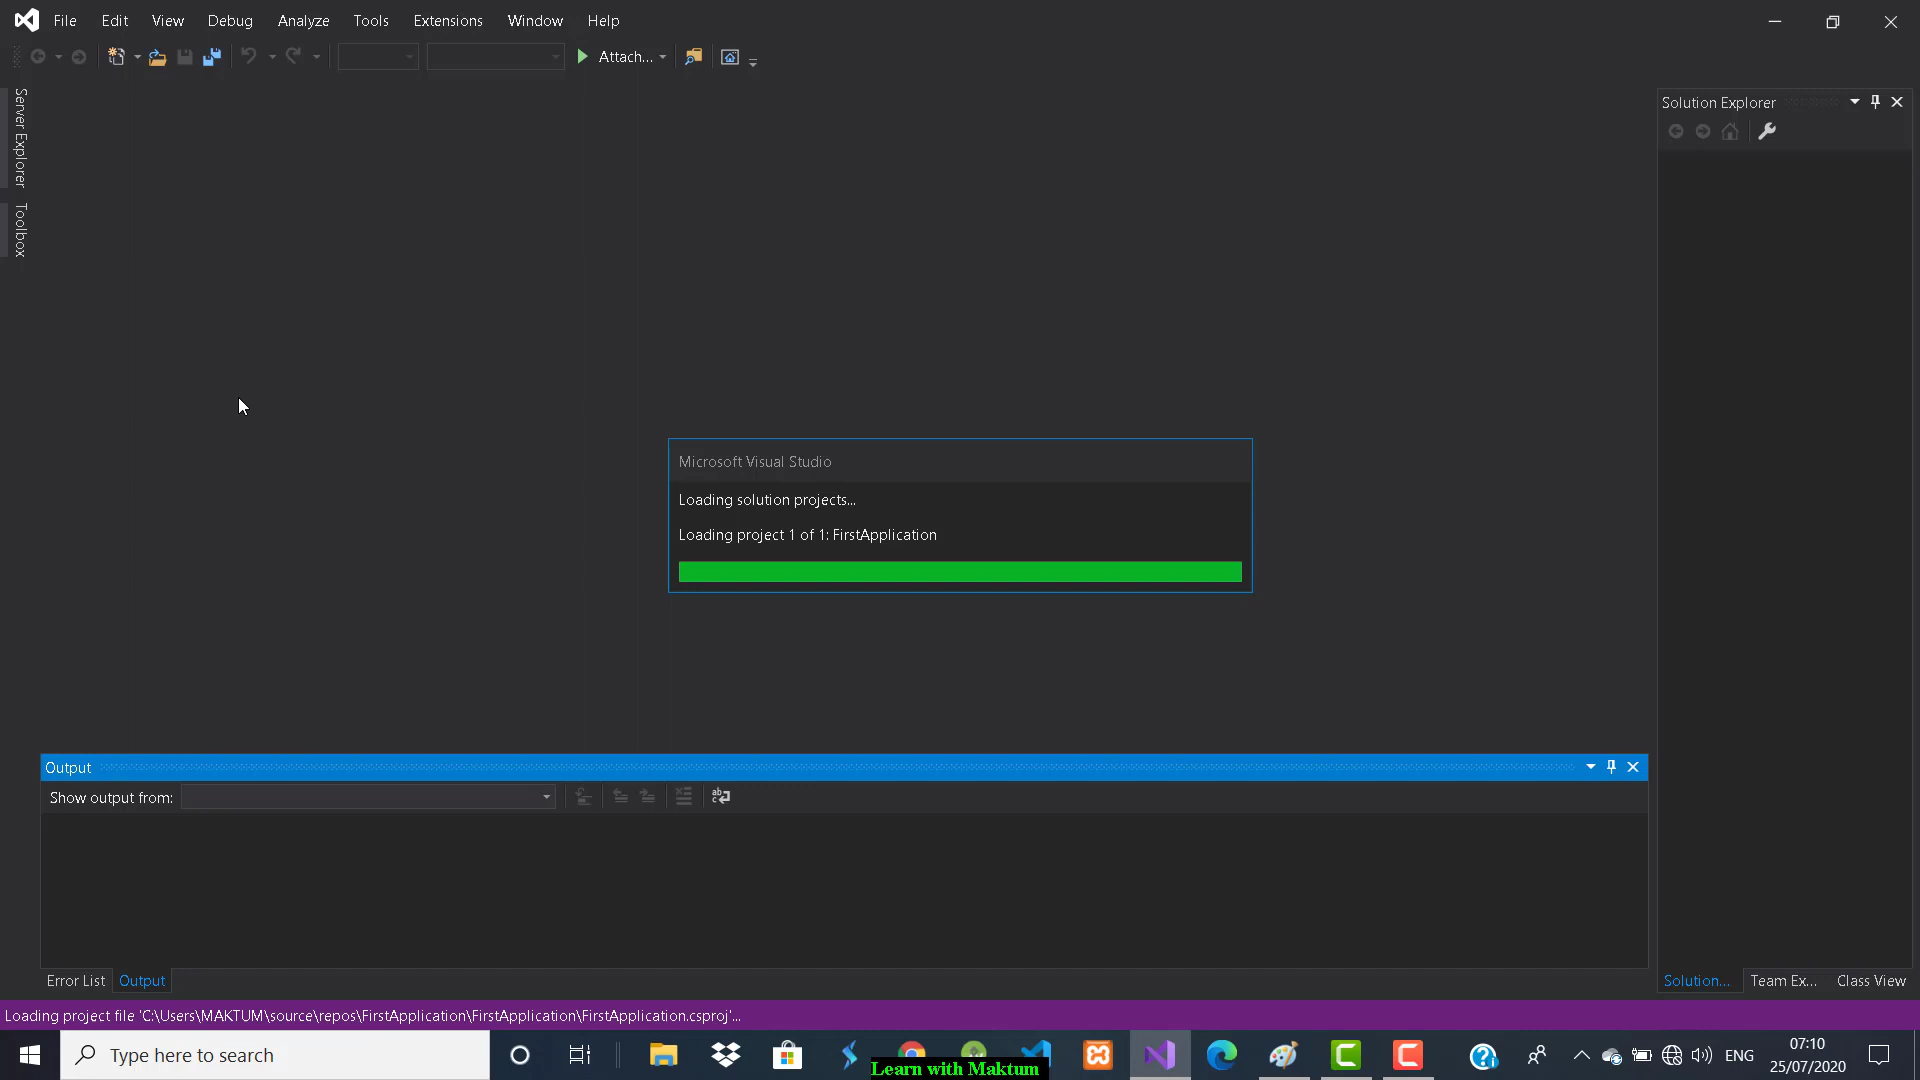 File Edit View Debug Analyze Tools Extensions Window Help
Attach...
Server Explorer
Toolbox
Solution Explorer
Microsoft Visual Studio
Loading solution projects...
Loading project 1 of 1: FirstApplication
Output
Show output from:
Error List Output
Solution... Team Ex... Class View
Loading project file 'C:\Users\MAKTUM\source\repos\FirstApplication\FirstApplication\FirstApplication.csproj'...
Type here to search
Learn with Maktum
ENG
07:10
25/07/2020